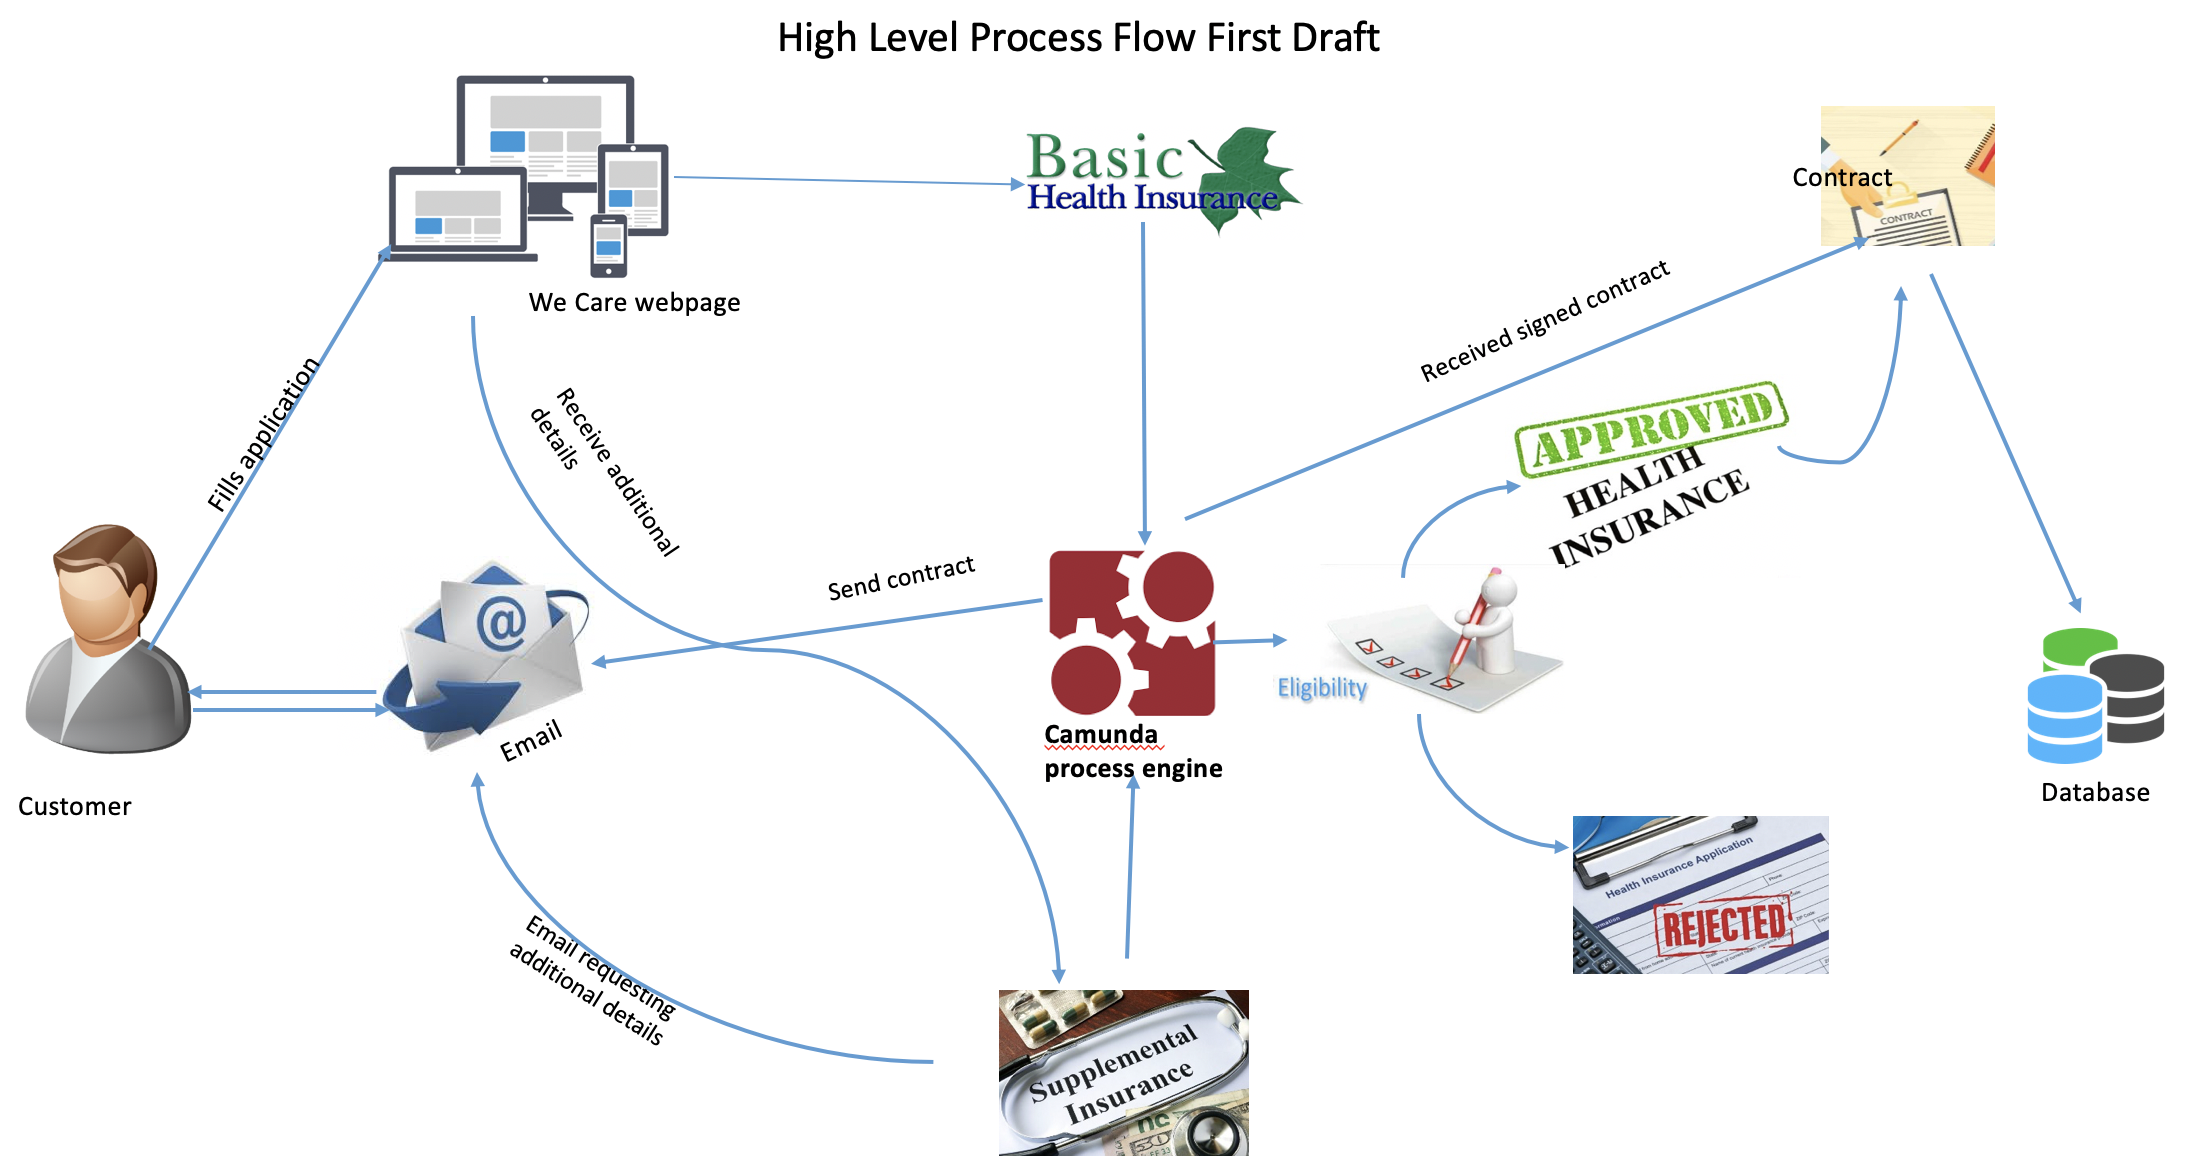 High Level Process Flow First Draft
Basic
Health Insurance
Contract
CONTRACT
We Care webpage
Received signed contract
Fills application
Receive additional
details
APPROVED
HEALTH
INSURANCE
Send contract
@
Eligibility
Email
Camunda
process engine
Customer
Database
Health Insurance Application
Phone
REJECTED
Email requesting
additional details
Supplemental
Insurance